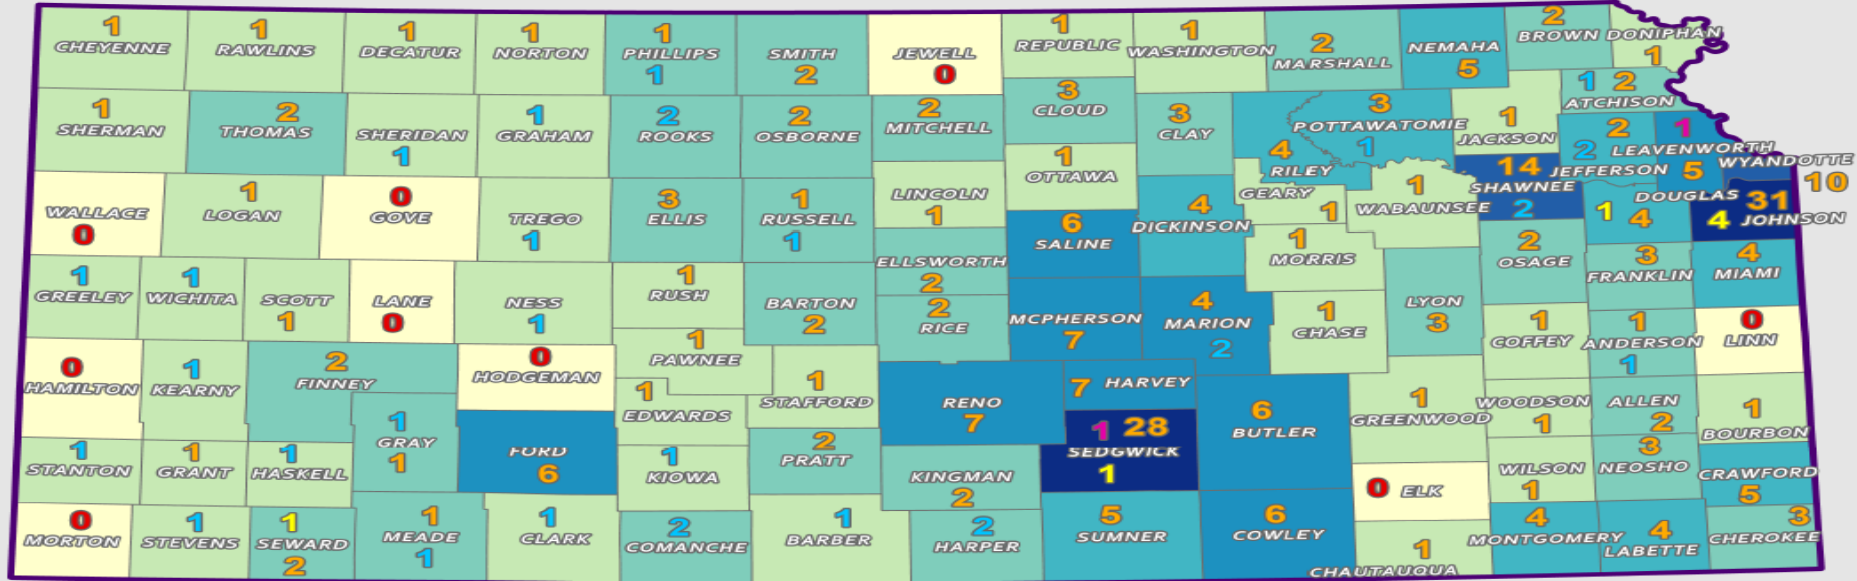 1 1 1 1 1 1 1 2
CHEYENNE RAWLINS DECATUR NORTON PHILLIPS SMITH JEWELL REPUBLIC WASHINGTON 2 NEMAHA BROWN DONIPHAN
1 2 0 MARSHALL 5 1
1 2 1 2 2 2 3 3 3 1 1 2
SHERMAN THOMAS SHERIDAN GRAHAM ROOKS OSBORNE MITCHELL CLOUD CLAY POTTAWATOMIE JACKSON ATCHISON
1 4 1 2 1
1 0 3 1 LINCOLN 1 RILEY 14 2 LEAVENWORTH
WALLACE LOGAN GOVE TREGO ELLIS RUSSELL 1 OTTAWA GEARY 1 SHAWNEE JEFFERSON 5 WYANDOTTE
0 1 1 6 4 1 WABAUNSEE 2 DOUGLAS 31 10
SALINE DICKINSON 1 1 4 4 JOHNSON
1 1 1 ELLSWORTH MORRIS 2 3 4
GREELEY WICHITA SCOTT LANE NESS RUSH BARTON 2 OSAGE FRANKLIN MIAMI
1 0 1 2 2 4 1 LYON 1 1 0
1 RICE MCPHERSON MARION CHASE 3 COFFEY ANDERSON LINN
0 1 2 0 PAWNEE 7 2 1
HAMILTON KEARNY FINNEY HODGEMAN 1 1 7 HARVEY 6 1 WOODSON ALLEN 1
1 EDWARDS STAFFORD RENO 1 28 BUTLER GREENWOOD 1 2 BOURBON
1 1 1 GRAY FORD 1 2 7 SEDGWICK WILSON 3
STANTON GRANT HASKELL 1 6 KIOWA PRATT KINGMAN 1 0 ELK 1 NEOSHO CRAWFORD
2 5
0 1 1 1 1 2 1 2 5 6 4 4 3
MORTON STEVENS SEWARD MEADE CLARK COMANCHE BARBER HARPER SUMNER COWLEY 1 MONTGOMERY LABETTE CHEROKEE
2 1 CHAUTAUQUA